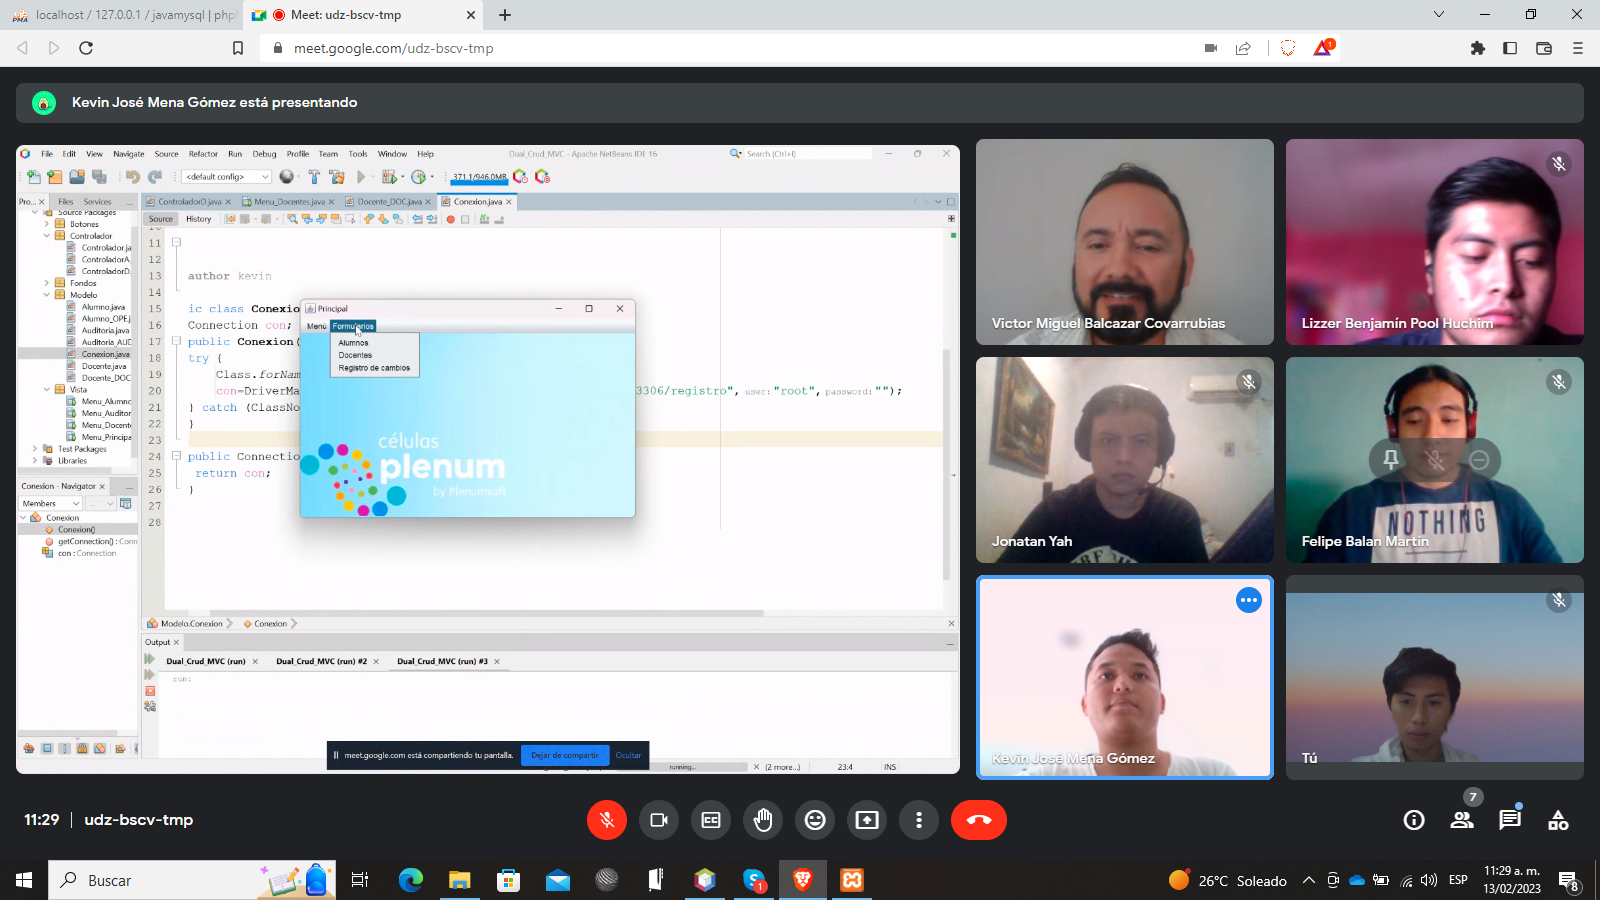 localhost / 127.0.0.1 / javamysql | php
Meet: udz-bscv-tmp
meet.google.com/udz-bscv-tmp
Kevin José Mena Gómez está presentando
File Edit View Navigate Source Refactor Run Debug Profile Team Tools Window Help
Dual_Crud_MVC - Apache NetBeans IDE 16
Search (Ctrl+I)
<default config>
371.1/946.0MB
Pro... Files Services
ControladorD.java
Menu_Docentes.java
Docente_DOC.java
Conexion.java
Source History
Source Packages
Botones
Controlador
Controlador.ja
ControladorA.
ControladorD.
Fondos
Modelo
Alumno.java
Alumno_OPE.j
Auditoria.java
Auditoria_AUD
Conexion.java
Docente.java
Docente_DOC
Vista
Menu_Alumno
Menu_Auditor
Menu_Docent
Menu_Principa
Test Packages
Libraries
11
12
13 author kevin
14
15 ic class Conexion
16 Connection con;
17 public Conexion(
18 try {
19 Class.forNam
20 con=DriverMa 3306/registro", user: "root", password: "");
21 } catch (ClassNo
22 }
23
24 public Connectio
25 return con;
26 }
27
28
Principal
Menú Formularios
Alumnos
Docentes
Registro de cambios
células
plenum
by Plenumsoft
Conexion - Navigator
Members
Conexion
Conexion()
getConnection() : Conn
con : Connection
Modelo.Conexion
Conexion
Output
Dual_Crud_MVC (run)
Dual_Crud_MVC (run) #2
Dual_Crud_MVC (run) #3
run:
meet.google.com está compartiendo tu pantalla.
Dejar de compartir
Ocultar
running...
(2 more...)
23:4
INS
Victor Miguel Balcazar Covarrubias
Lizzer Benjamín Pool Huchim
Jonatan Yah
NOTHING
Felipe Balan Martín
Kevin José Mena Gómez
Tú
11:29 | udz-bscv-tmp
7
Buscar
1
26°C Soleado
ESP
11:29 a. m.
13/02/2023
8